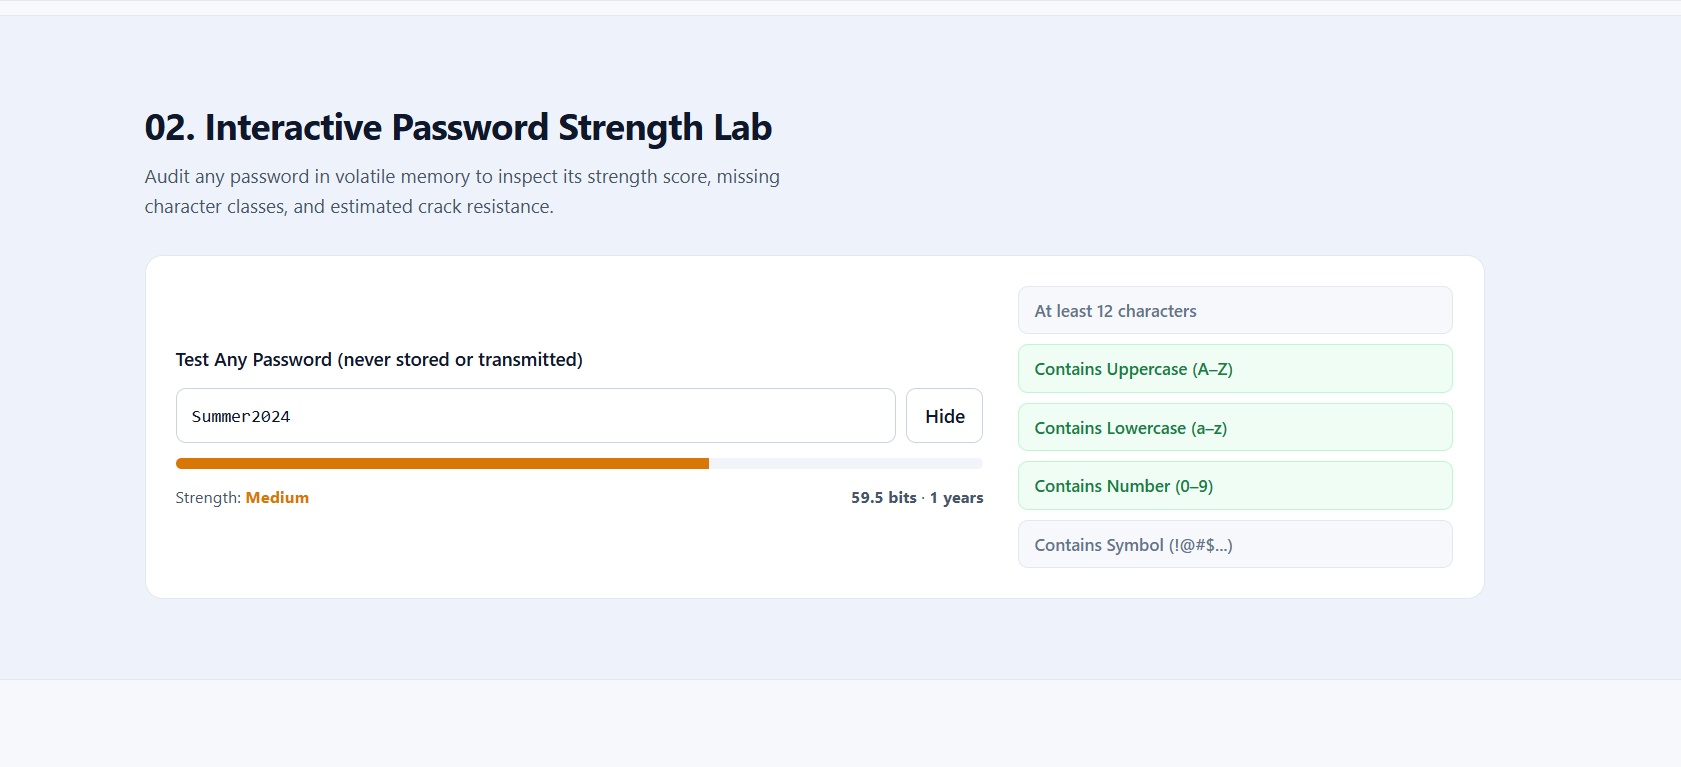 02. Interactive Password Strength Lab
Audit any password in volatile memory to inspect its strength score, missing
character classes, and estimated crack resistance.
Test Any Password (never stored or transmitted)
Summer2024
Hide
Strength: Medium
59.5 bits · 1 years
At least 12 characters
Contains Uppercase (A–Z)
Contains Lowercase (a–z)
Contains Number (0–9)
Contains Symbol (!@#$...)